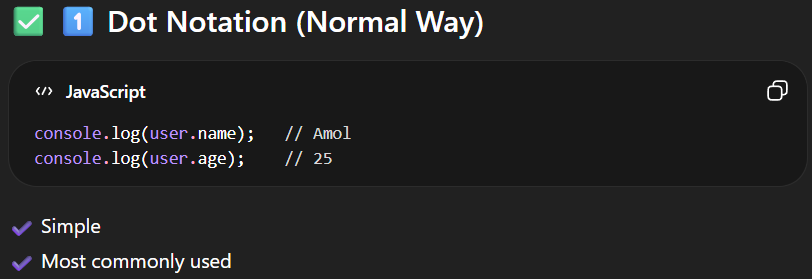 ✅ 1️⃣ Dot Notation (Normal Way)
</> JavaScript
console.log(user.name);   // Amol
console.log(user.age);    // 25
✔ Simple
✔ Most commonly used